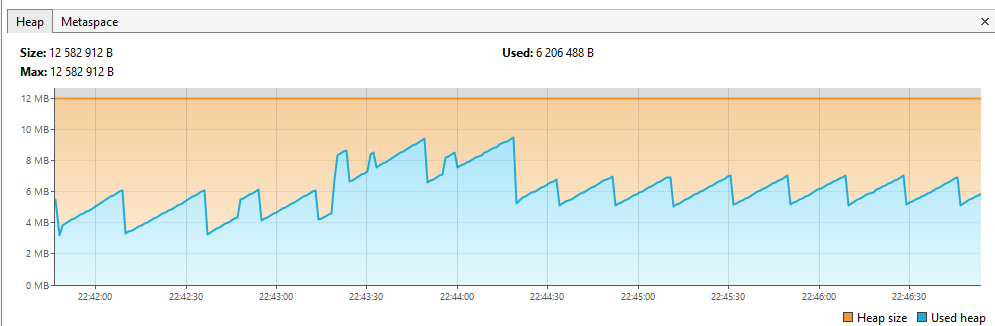 Heap Metaspace ×
Size: 12 582 912 B Used: 6 206 488 B
Max: 12 582 912 B
12 MB
10 MB
8 MB
6 MB
4 MB
2 MB
0 MB
22:42:00 22:42:30 22:43:00 22:43:30 22:44:00 22:44:30 22:45:00 22:45:30 22:46:00 22:46:30
Heap size Used heap